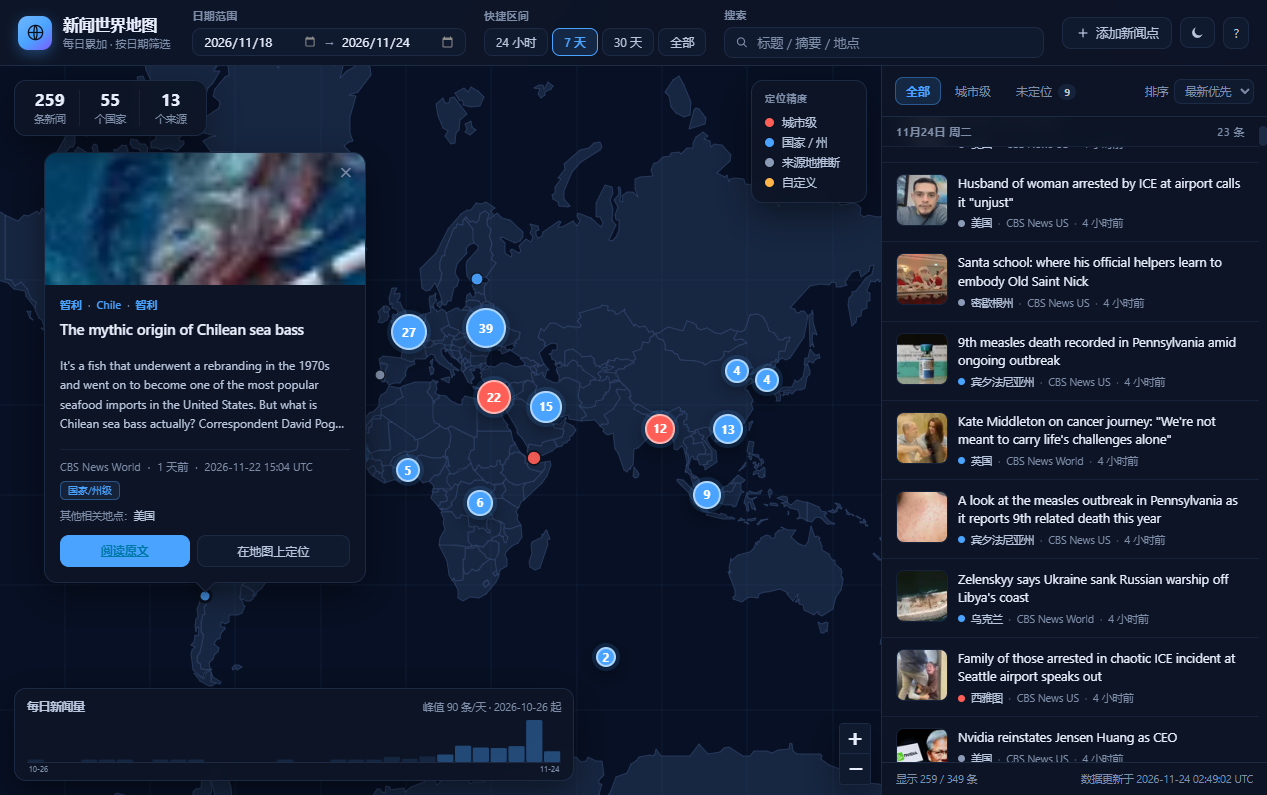 新闻世界地图
每日累加 · 按日期筛选
日期范围
2026/11/18 → 2026/11/24
快捷区间
24 小时 7 天 30 天 全部
搜索
标题 / 摘要 / 地点
+ 添加新闻点
?
259 55 13
条新闻 个国家 个来源
定位精度
城市级
国家 / 州
来源地推断
自定义
×
智利 · Chile · 智利
The mythic origin of Chilean sea bass
It's a fish that underwent a rebranding in the 1970s
and went on to become one of the most popular
seafood imports in the United States. But what is
Chilean sea bass actually? Correspondent David Pog...
CBS News World · 1 天前 · 2026-11-22 15:04 UTC
国家/州级
其他相关地点: 美国
阅读原文 在地图上定位
27
39
22
15
4
4
12
13
5
6
9
2
每日新闻量 峰值 90 条/天 · 2026-10-26 起
10-26 11-24
+
−
全部 城市级 未定位 9 排序 最新优先
11月24日 周二 23 条
美国 · CBS News US · 4 小时前
Husband of woman arrested by ICE at airport calls
it "unjust"
美国 · CBS News US · 4 小时前
Santa school: where his official helpers learn to
embody Old Saint Nick
密歇根州 · CBS News US · 4 小时前
9th measles death recorded in Pennsylvania amid
ongoing outbreak
宾夕法尼亚州 · CBS News US · 4 小时前
Kate Middleton on cancer journey: "We're not
meant to carry life's challenges alone"
英国 · CBS News World · 4 小时前
A look at the measles outbreak in Pennsylvania as
it reports 9th related death this year
宾夕法尼亚州 · CBS News US · 4 小时前
Zelenskyy says Ukraine sank Russian warship off
Libya's coast
乌克兰 · CBS News World · 4 小时前
Family of those arrested in chaotic ICE incident at
Seattle airport speaks out
西雅图 · CBS News US · 4 小时前
Nvidia reinstates Jensen Huang as CEO
美国 · CBS News US · 4 小时前
显示 259 / 349 条 数据更新于 2026-11-24 02:49:02 UTC